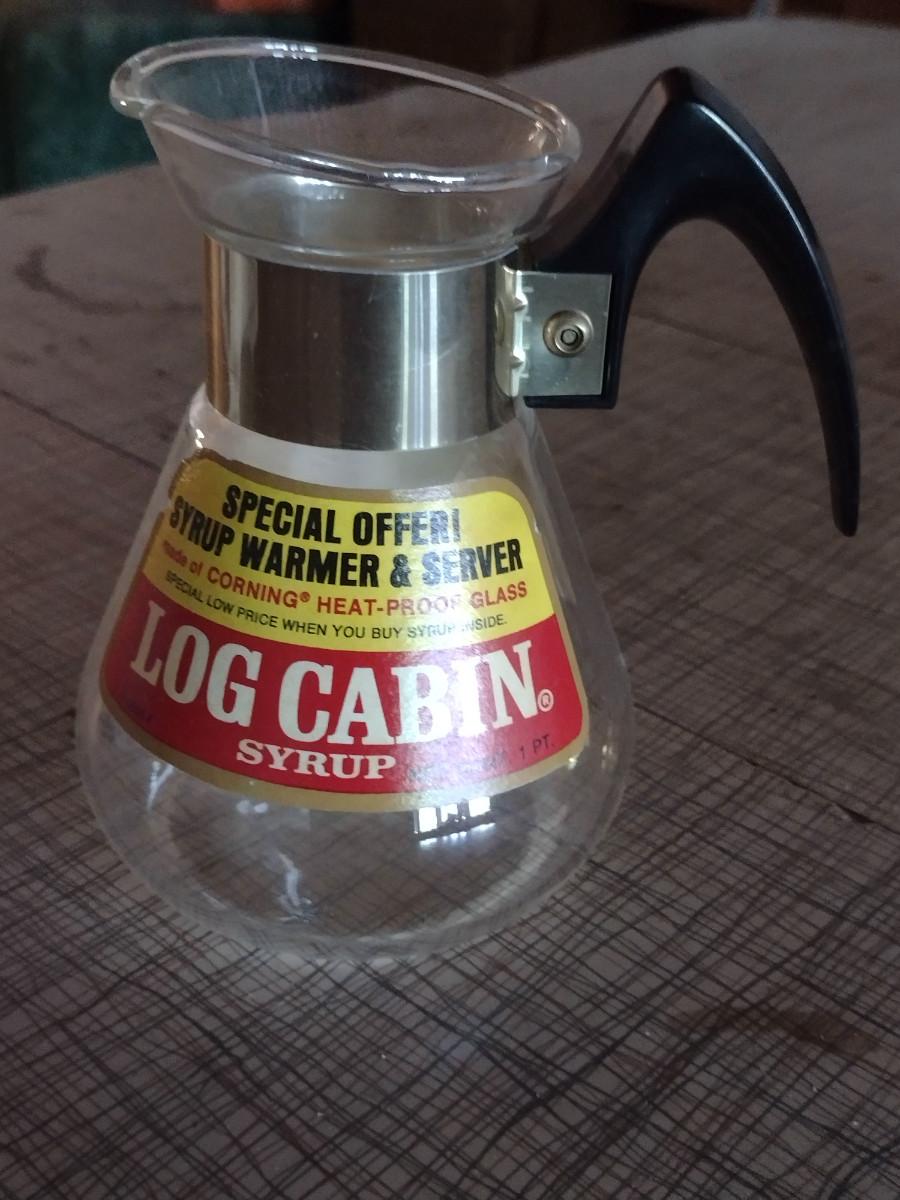 SPECIAL OFFER!
SYRUP WARMER & SERVER
made of CORNING® HEAT-PROOF GLASS
SPECIAL LOW PRICE WHEN YOU BUY SYRUP INSIDE.
LOG CABIN®
SYRUP
1 PT.